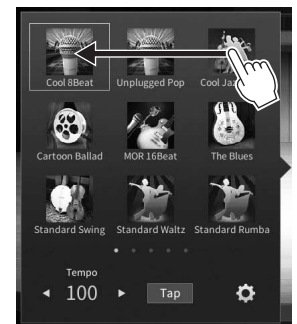 Cool 8Beat
Unplugged Pop
Cool Jaz
Cartoon Ballad
MOR 16Beat
The Blues
Standard Swing
Standard Waltz
Standard Rumba
Tempo
100
Tap